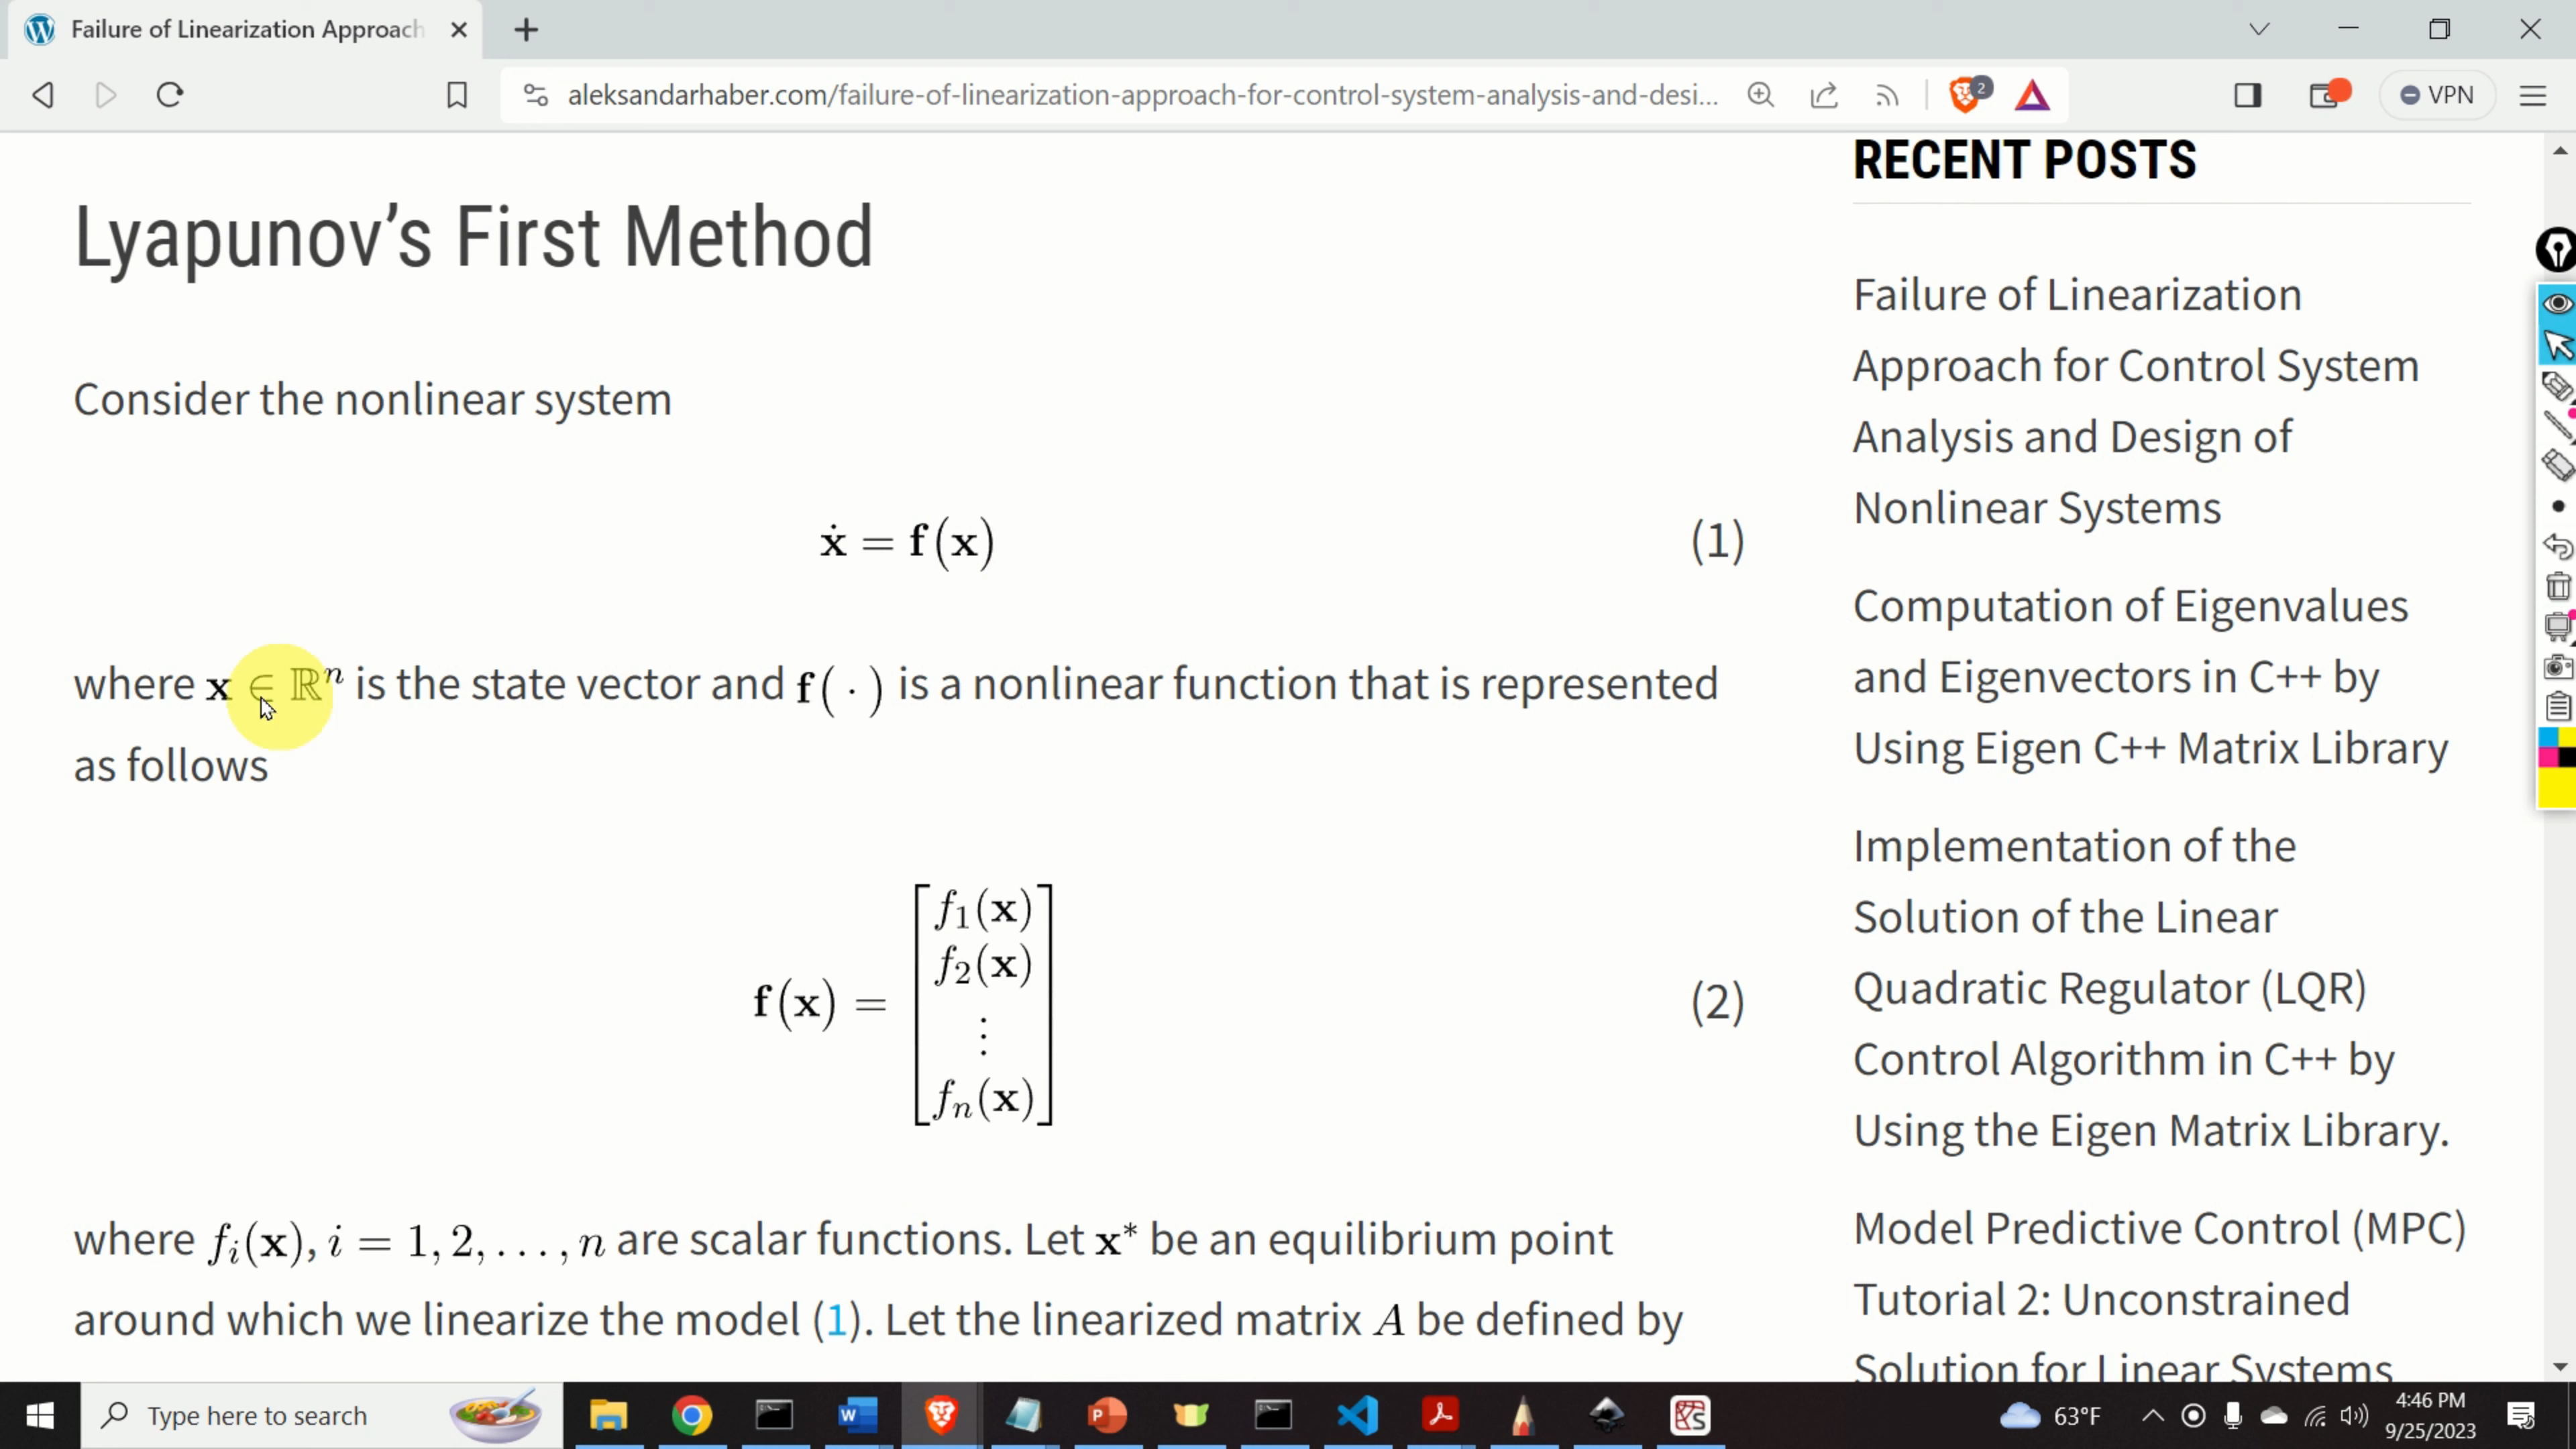 Failure of Linearization Approach
aleksandarhaber.com/failure-of-linearization-approach-for-control-system-analysis-and-desi...
2
VPN
Lyapunov’s First Method
Consider the nonlinear system
ẋ = f(x) (1)
where x ∈ ℝⁿ is the state vector and f( · ) is a nonlinear function that is represented
as follows
f(x) = [f₁(x)
f₂(x)
⋮
fₙ(x)] (2)
where fᵢ(x), i = 1, 2, . . . , n are scalar functions. Let x* be an equilibrium point
around which we linearize the model (1). Let the linearized matrix A be defined by
RECENT POSTS
Failure of Linearization
Approach for Control System
Analysis and Design of
Nonlinear Systems
Computation of Eigenvalues
and Eigenvectors in C++ by
Using Eigen C++ Matrix Library
Implementation of the
Solution of the Linear
Quadratic Regulator (LQR)
Control Algorithm in C++ by
Using the Eigen Matrix Library.
Model Predictive Control (MPC)
Tutorial 2: Unconstrained
Solution for Linear Systems
Type here to search
63°F
4:46 PM
9/25/2023